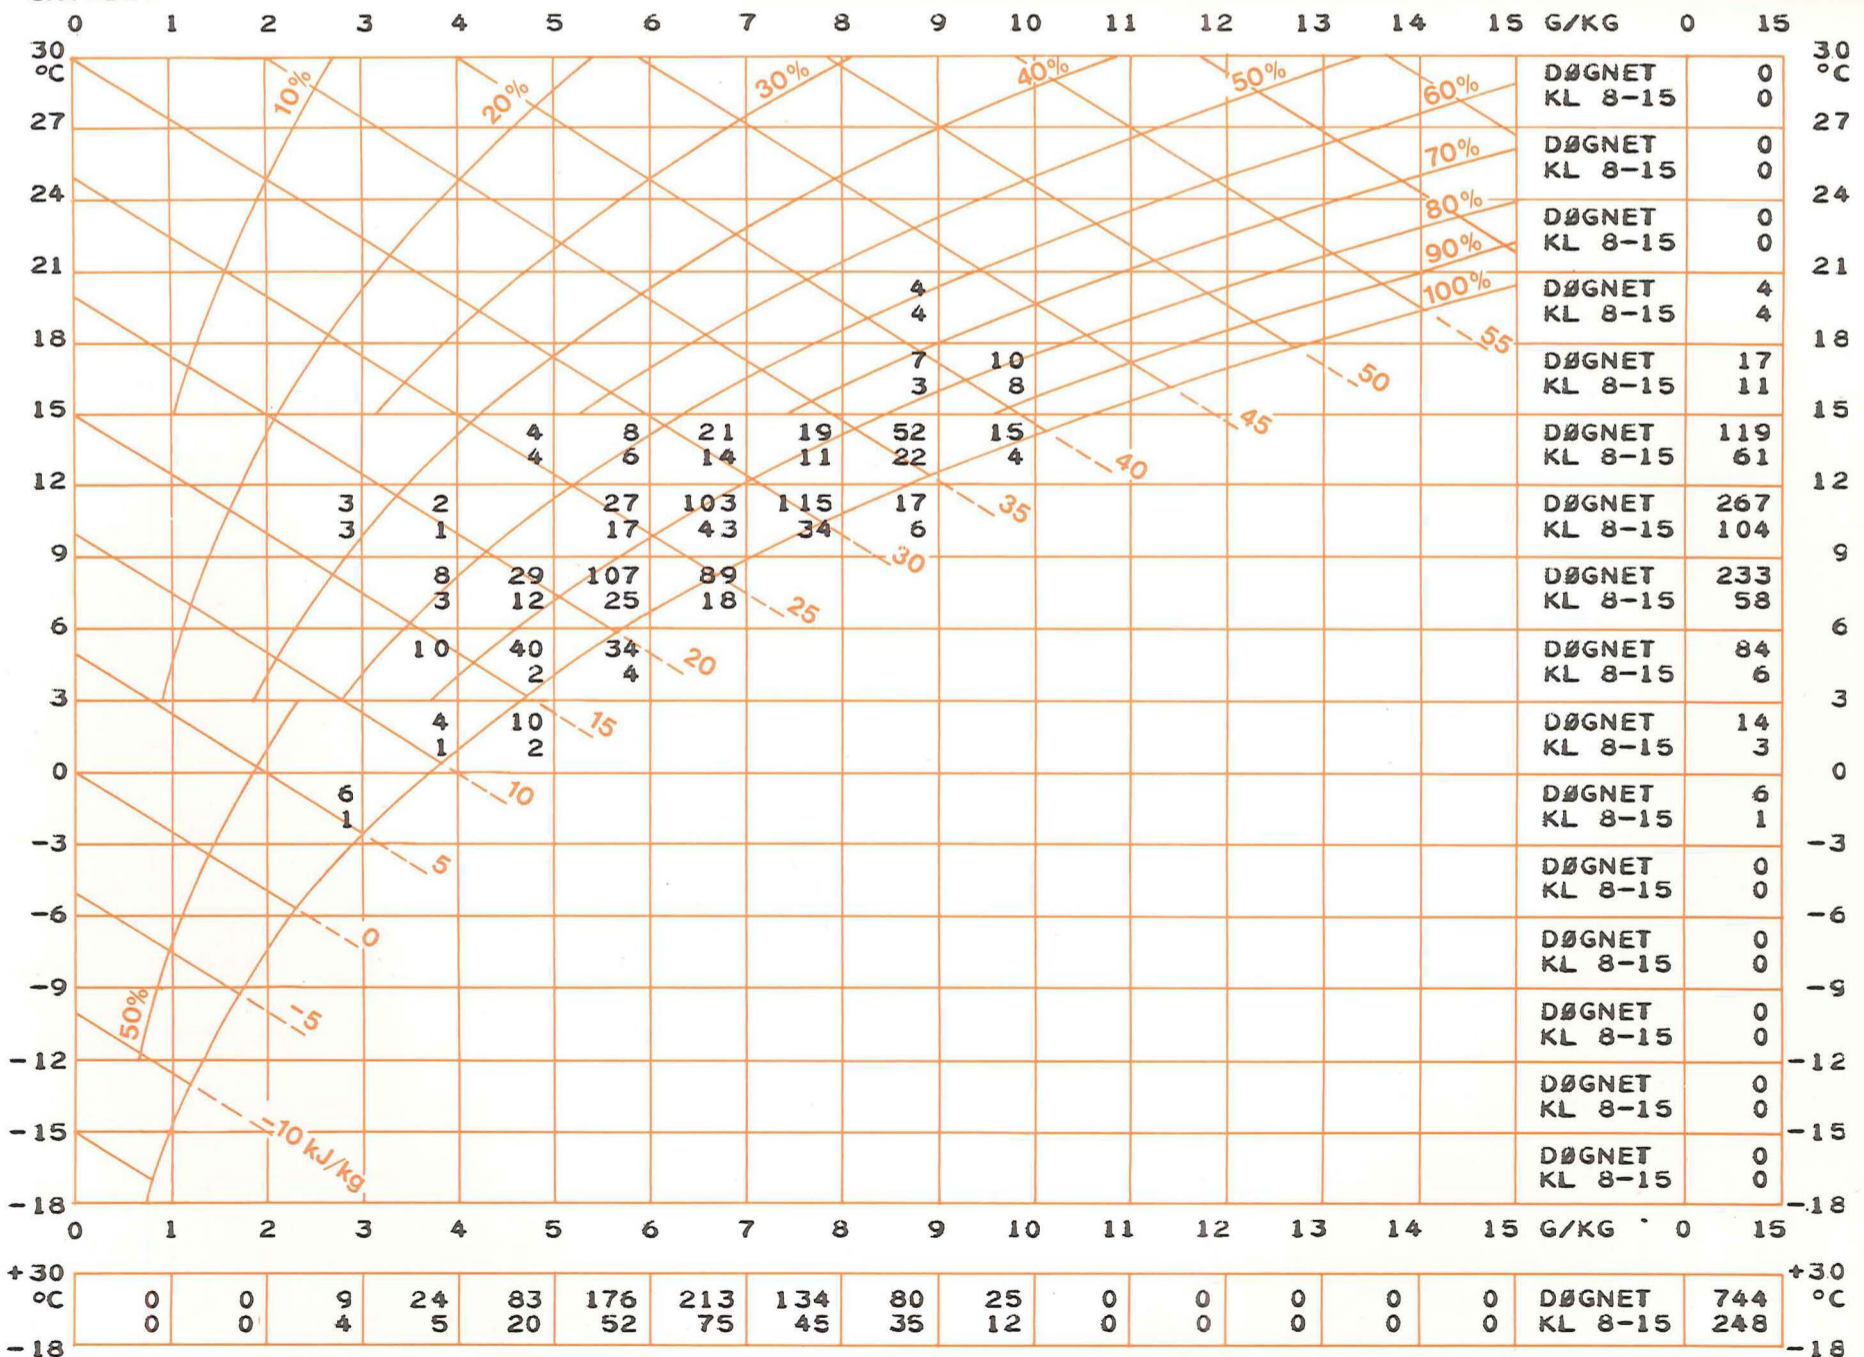 0 1 2 3 4 5 6 7 8 9 10 11 12 13 14 15 G/KG 0 15
30 10% 20% 30% 40% 50% 60% DØGNET 0 30
°C KL 8-15 0 °C
27 70% DØGNET 0 27
KL 8-15 0
24 80% 90% DØGNET 0 24
KL 8-15 0
21 100% 4 DØGNET 4 21
4 KL 8-15 4
55
18 7 10 DØGNET 17 18
50 3 8 KL 8-15 11
15 45 4 8 21 19 52 15 DØGNET 119 15
40 4 6 14 11 22 4 KL 8-15 61
12 35 3 2 27 103 115 17 DØGNET 267 12
30 3 1 17 43 34 6 KL 8-15 104
9 8 29 107 89 DØGNET 233 9
25 3 12 25 18 KL 8-15 58
6 20 10 40 34 DØGNET 84 6
2 4 KL 8-15 6
3 15 4 10 DØGNET 14 3
1 2 KL 8-15 3
0 10 6 DØGNET 6 0
1 KL 8-15 1
-3 5 DØGNET 0 -3
KL 8-15 0
-6 0 DØGNET 0 -6
KL 8-15 0
-9 50% -5 DØGNET 0 -9
KL 8-15 0
-12 DØGNET 0 -12
KL 8-15 0
-15 -10 kJ/kg DØGNET 0 -15
KL 8-15 0
-18 -18
0 1 2 3 4 5 6 7 8 9 10 11 12 13 14 15 G/KG 0 15
+30 +30
°C 0 0 9 24 83 176 213 134 80 25 0 0 0 0 0 DØGNET 744 °C
0 0 4 5 20 52 75 45 35 12 0 0 0 0 0 KL 8-15 248
-18 -18